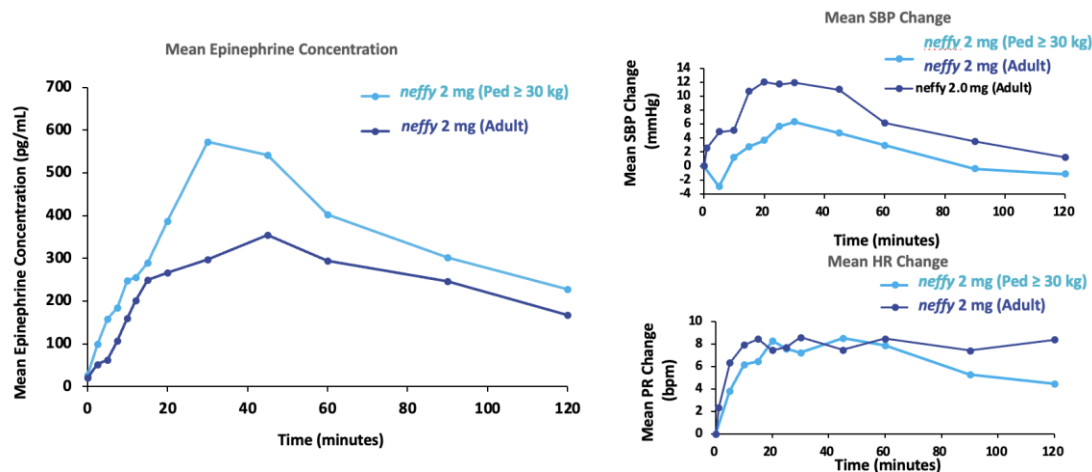 Mean Epinephrine Concentration
neffy 2 mg (Ped ≥ 30 kg)
neffy 2 mg (Adult)
Mean Epinephrine Concentration (pg/mL)
700
600
500
400
300
200
100
0
0
20
40
60
80
100
120
Time (minutes)
Mean SBP Change
neffy 2 mg (Ped ≥ 30 kg)
neffy 2 mg (Adult)
neffy 2.0 mg (Adult)
Mean SBP Change
(mmHg)
14
12
10
8
6
4
2
0
-2
-4
0
20
40
60
80
100
120
Time (minutes)
Mean HR Change
neffy 2 mg (Ped ≥ 30 kg)
neffy 2 mg (Adult)
Mean PR Change
(bpm)
10
8
6
4
2
0
0
20
40
60
80
100
120
Time (minutes)